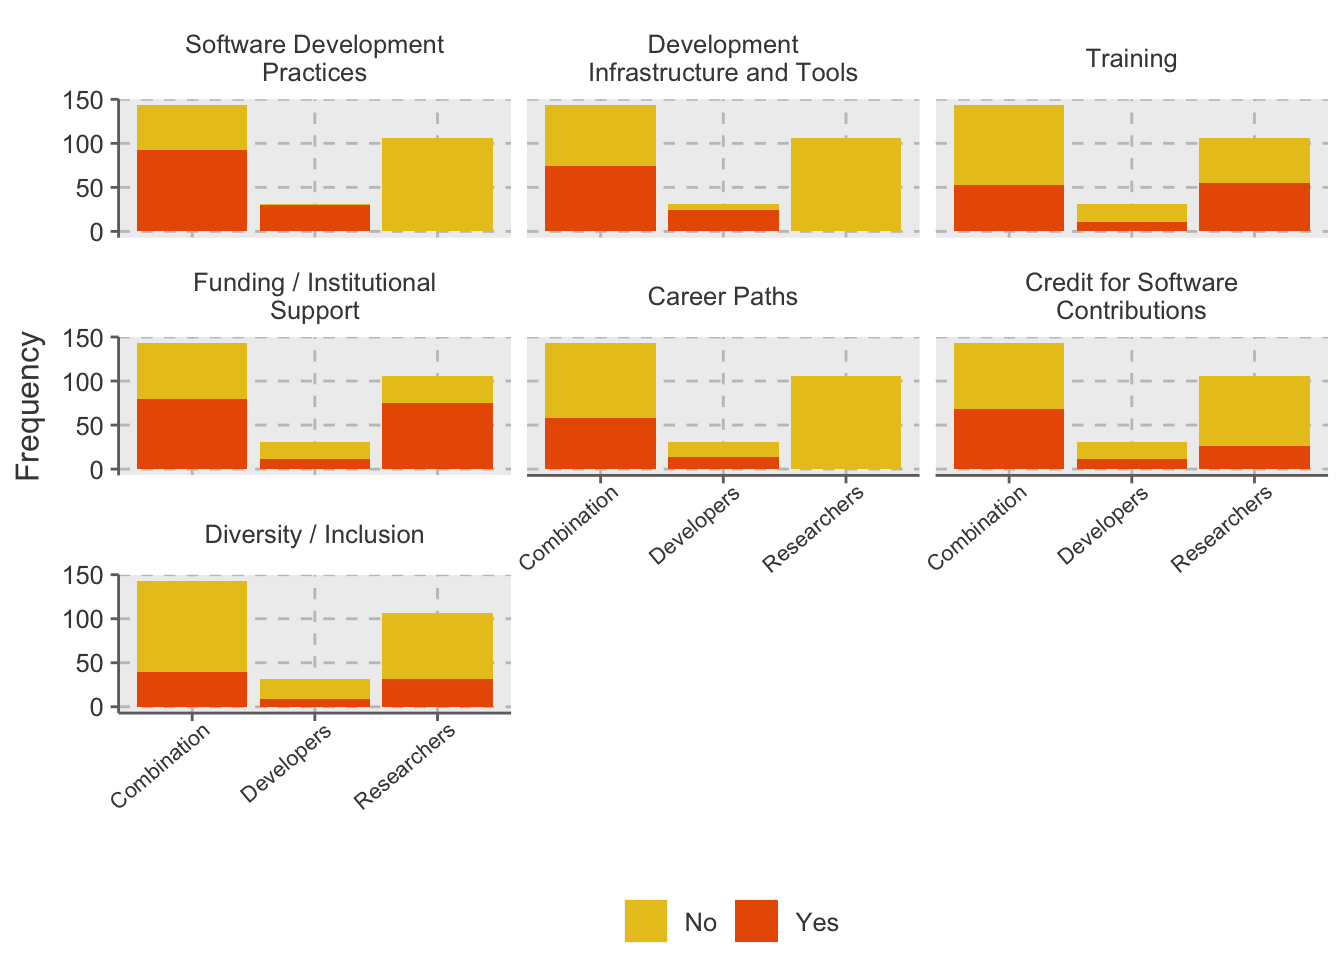 Software Development
Practices
Development
Infrastructure and Tools
Training
150
100
50
0
Funding / Institutional
Support
Career Paths
Credit for Software
Contributions
Frequency
150
100
50
0
Combination
Developers
Researchers
Combination
Developers
Researchers
Diversity / Inclusion
150
100
50
0
Combination
Developers
Researchers
No
Yes